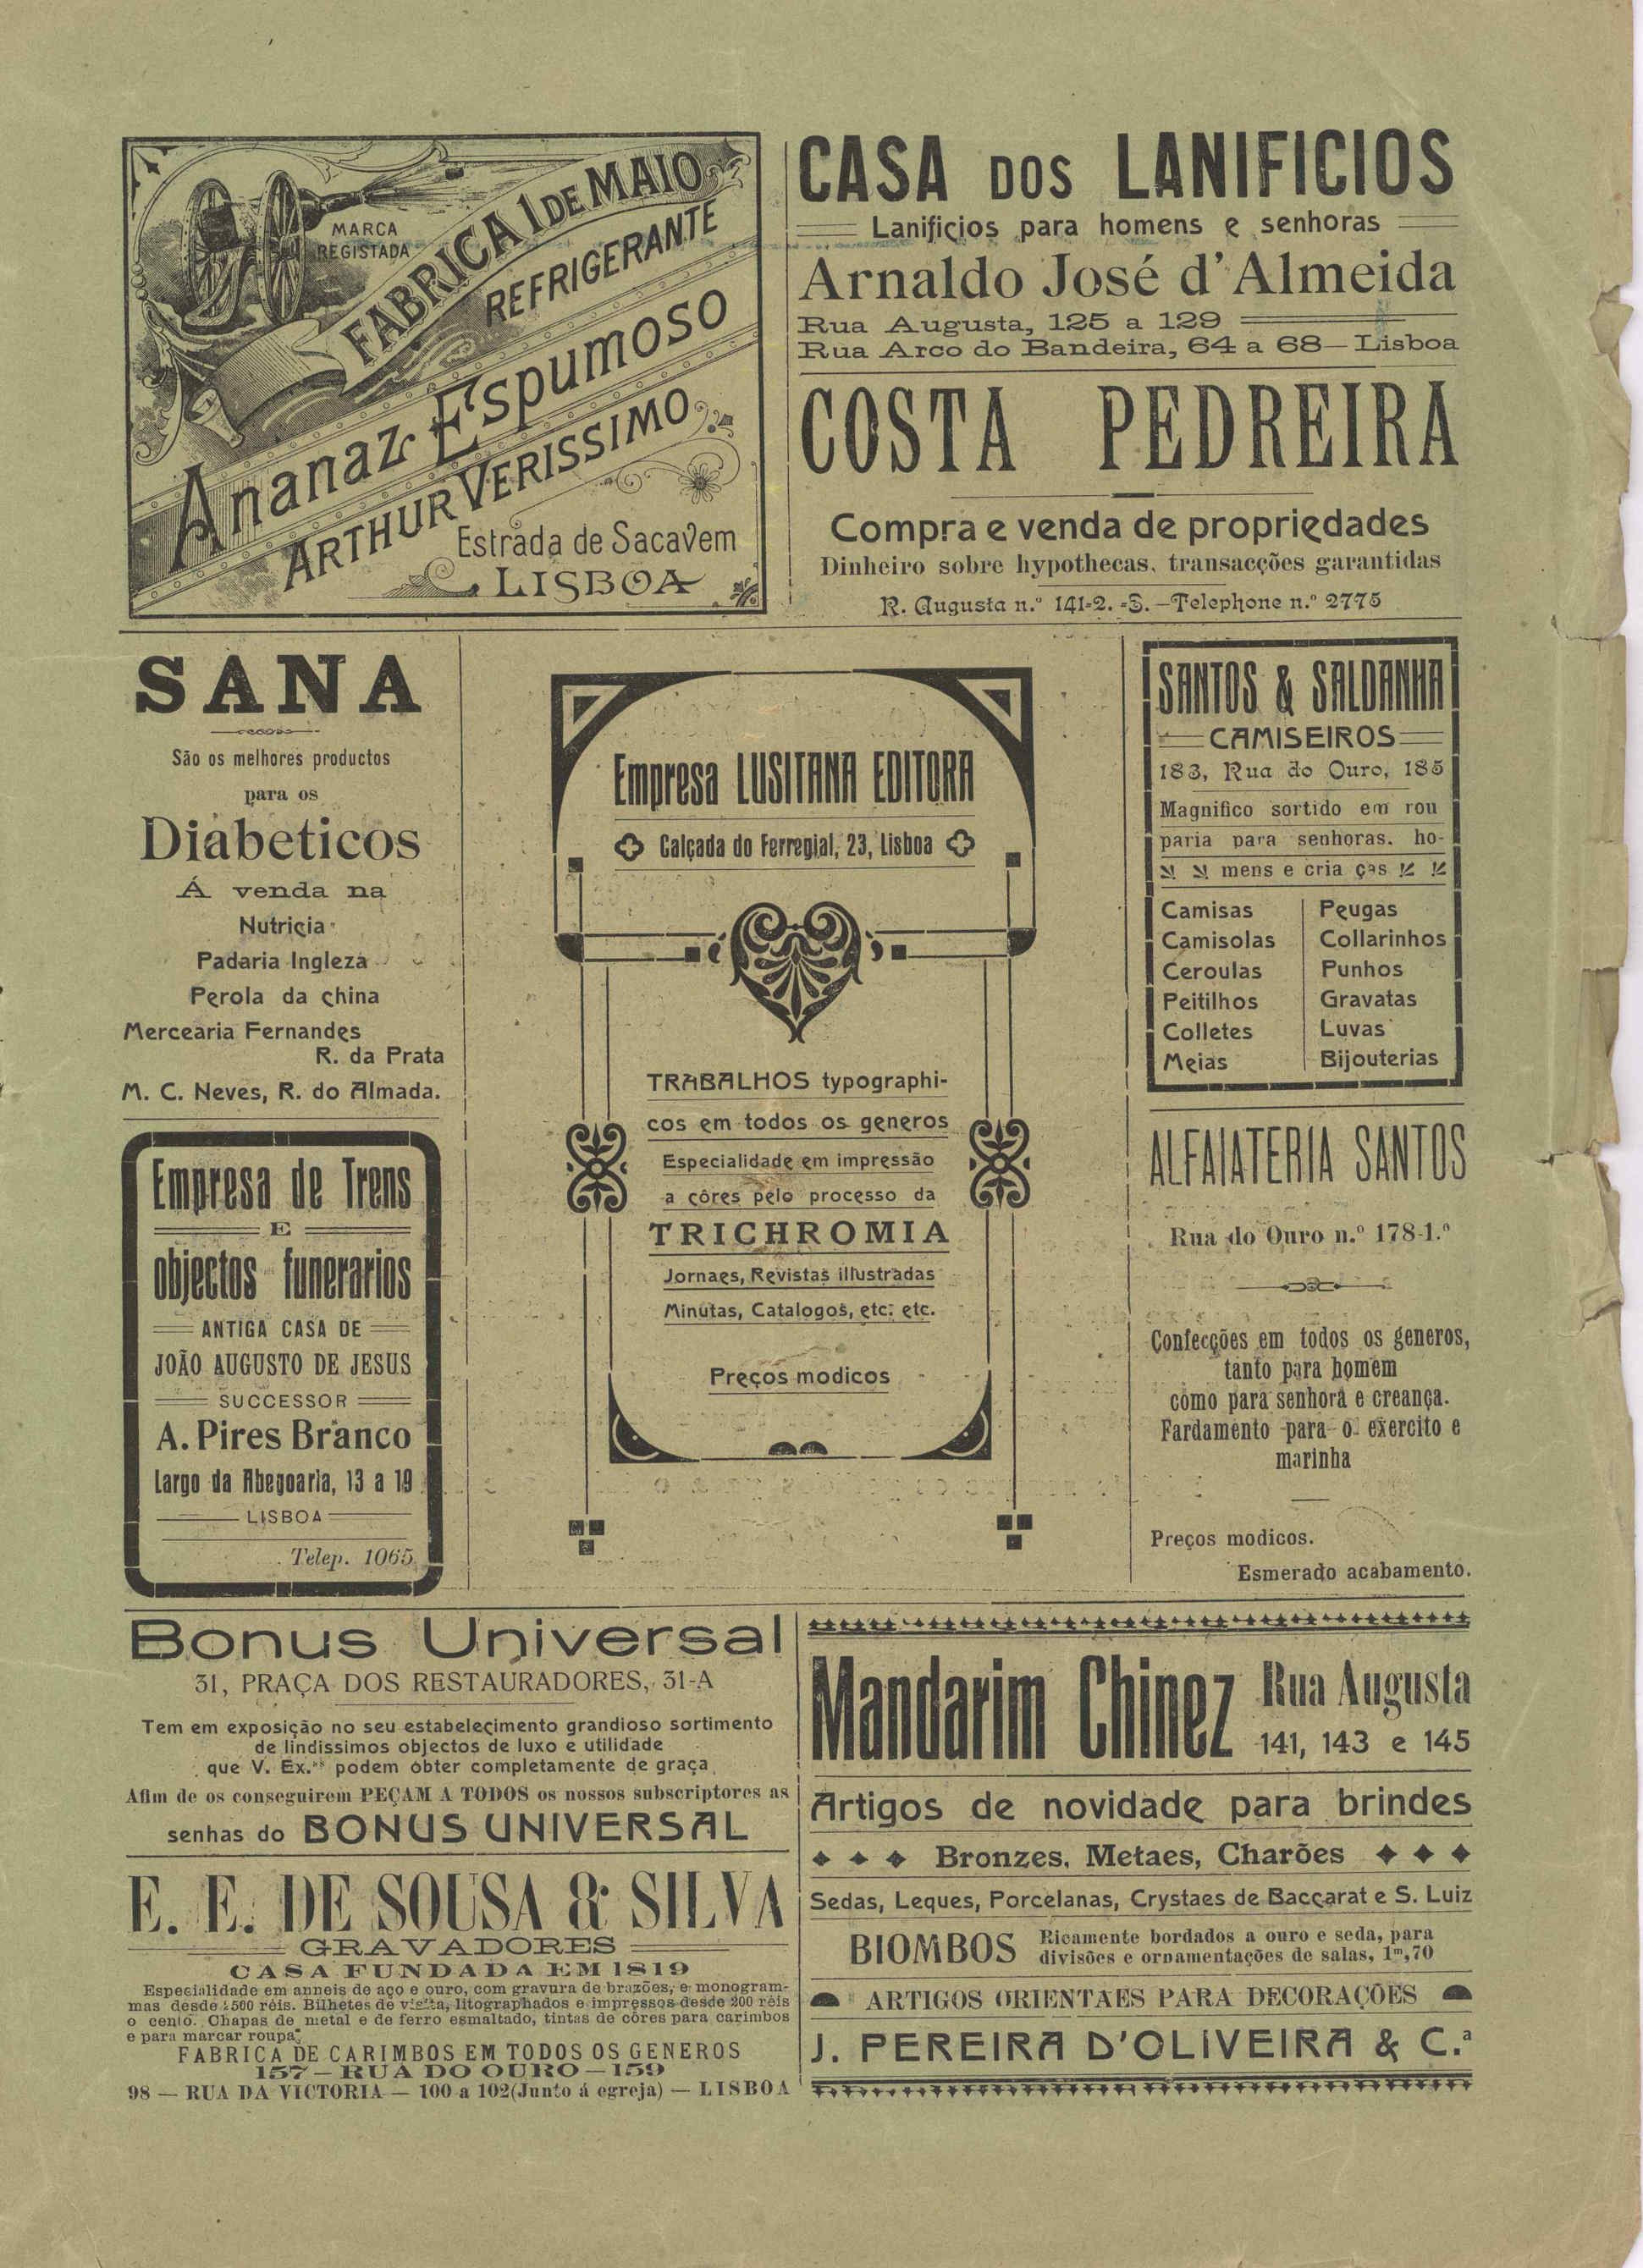 MARCA
REGISTADA
FABRICA 1 DE MAIO
REFRIGERANTE
Ananaz Espumoso
ARTHUR VERISSIMO
Estrada de Sacavem
LISBOA
CASA DOS LANIFICIOS
Lanificios para homens e senhoras
Arnaldo José d'Almeida
Rua Augusta, 125 a 129
Rua Arco do Bandeira, 64 a 68—Lisboa
COSTA PEDREIRA
Compra e venda de propriedades
Dinheiro sobre hypothecas, transacções garantidas
R. Augusta n.º 141-2.º-E.—Telephone n.º 2775
SANA
São os melhores productos
para os
Diabeticos
Á venda na
Nutricia
Padaria Ingleza
Perola da china
Mercearia Fernandes
R. da Prata
M. C. Neves, R. do Almada.
Empresa de Trens
E
objectos funerarios
ANTIGA CASA DE
JOÃO AUGUSTO DE JESUS
SUCCESSOR
A. Pires Branco
Largo da Abegoaria, 13 a 19
LISBOA
Telep. 1065
Empresa LUSITANA EDITORA
Calçada do Ferregial, 23, Lisboa
TRABALHOS typographi-
cos em todos os generos
Especialidade em impressão
a côres pelo processo da
TRICHROMIA
Jornaes, Revistas illustradas
Minutas, Catalogos, etc. etc.
Preços modicos
SANTOS & SALDANHA
CAMISEIROS
183, Rua do Ouro, 185
Magnifico sortido em rou
paria para senhoras. ho-
mens e cria ças
Camisas
Camisolas
Ceroulas
Peitilhos
Colletes
Meias
Peugas
Collarinhos
Punhos
Gravatas
Luvas
Bijouterias
ALFAIATERIA SANTOS
Rua do Ouro n.º 178-1.º
Confecções em todos os generos,
tanto para homem
como para senhora e creança.
Fardamento para o exercito e
marinha
Preços modicos.
Esmerado acabamento.
Bonus Universal
31, PRAÇA DOS RESTAURADORES, 31-A
Tem em exposição no seu estabelecimento grandioso sortimento
de lindissimos objectos de luxo e utilidade
que V. Ex.as podem obter completamente de graça
Afim de os conseguirem PEÇAM A TODOS os nossos subscriptores as
senhas do BONUS UNIVERSAL
E. E. DE SOUSA & SILVA
GRAVADORES
CASA FUNDADA EM 1819
Especialidade em anneis de aço e ouro, com gravura de brazões, e monogram-
mas desde 500 réis. Bilhetes de visita, litographados e impressos desde 200 réis
o cento. Chapas de metal e de ferro esmaltado, tintas de côres para carimbos
e para marcar roupa.
FABRICA DE CARIMBOS EM TODOS OS GENEROS
157—RUA DO OURO—159
98 — RUA DA VICTORIA — 100 a 102 (Junto á egreja) — LISBOA
Mandarim Chinez Rua Augusta
141, 143 e 145
Artigos de novidade para brindes
Bronzes, Metaes, Charões
Sedas, Leques, Porcelanas, Crystaes de Baccarat e S. Luiz
BIOMBOS Ricamente bordados a ouro e seda, para
divisões e ornamentações de salas, 1m,70
ARTIGOS ORIENTAES PARA DECORAÇÕES
J. PEREIRA D'OLIVEIRA & C.ª